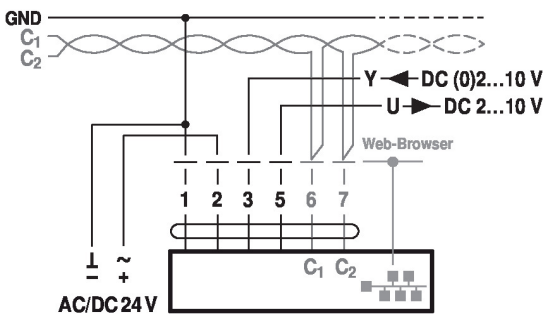 GND
C1
C2
Y DC (0)2...10 V
U DC 2...10 V
Web-Browser
1 2 3 5 6 7
C1 C2
⊥ ~
− +
AC/DC 24 V